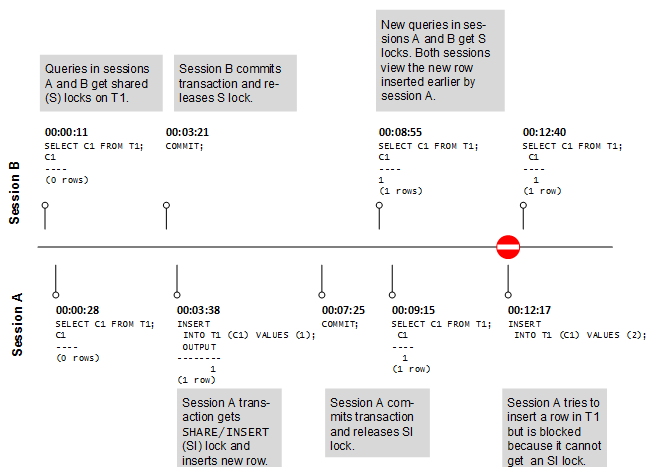 New queries in ses-
sions A and B get S
locks. Both sessions
view the new row
inserted earlier by
session A.
Queries in sessions
A and B get shared
(S) locks on T1.
Session B commits
transaction and re-
leases S lock.
Session B
00:00:11
SELECT C1 FROM T1;
C1
----
(0 rows)
00:03:21
COMMIT;
00:08:55
SELECT C1 FROM T1;
C1
----
1
(1 rows)
00:12:40
SELECT C1 FROM T1;
C1
----
1
(1 row)
Session A
00:00:28
SELECT C1 FROM T1;
C1
----
(0 rows)
00:03:38
INSERT
INTO T1 (C1) VALUES (1);
OUTPUT
--------
1
(1 row)
00:07:25
COMMIT;
00:09:15
SELECT C1 FROM T1;
C1
----
1
(1 row)
00:12:17
INSERT
INTO T1 (C1) VALUES (2);
Session A trans-
action gets
SHARE/INSERT
(SI) lock and
inserts new row.
Session A com-
mits transaction
and releases SI
lock.
Session A tries to
insert a row in T1
but is blocked
because it cannot
get an SI lock.